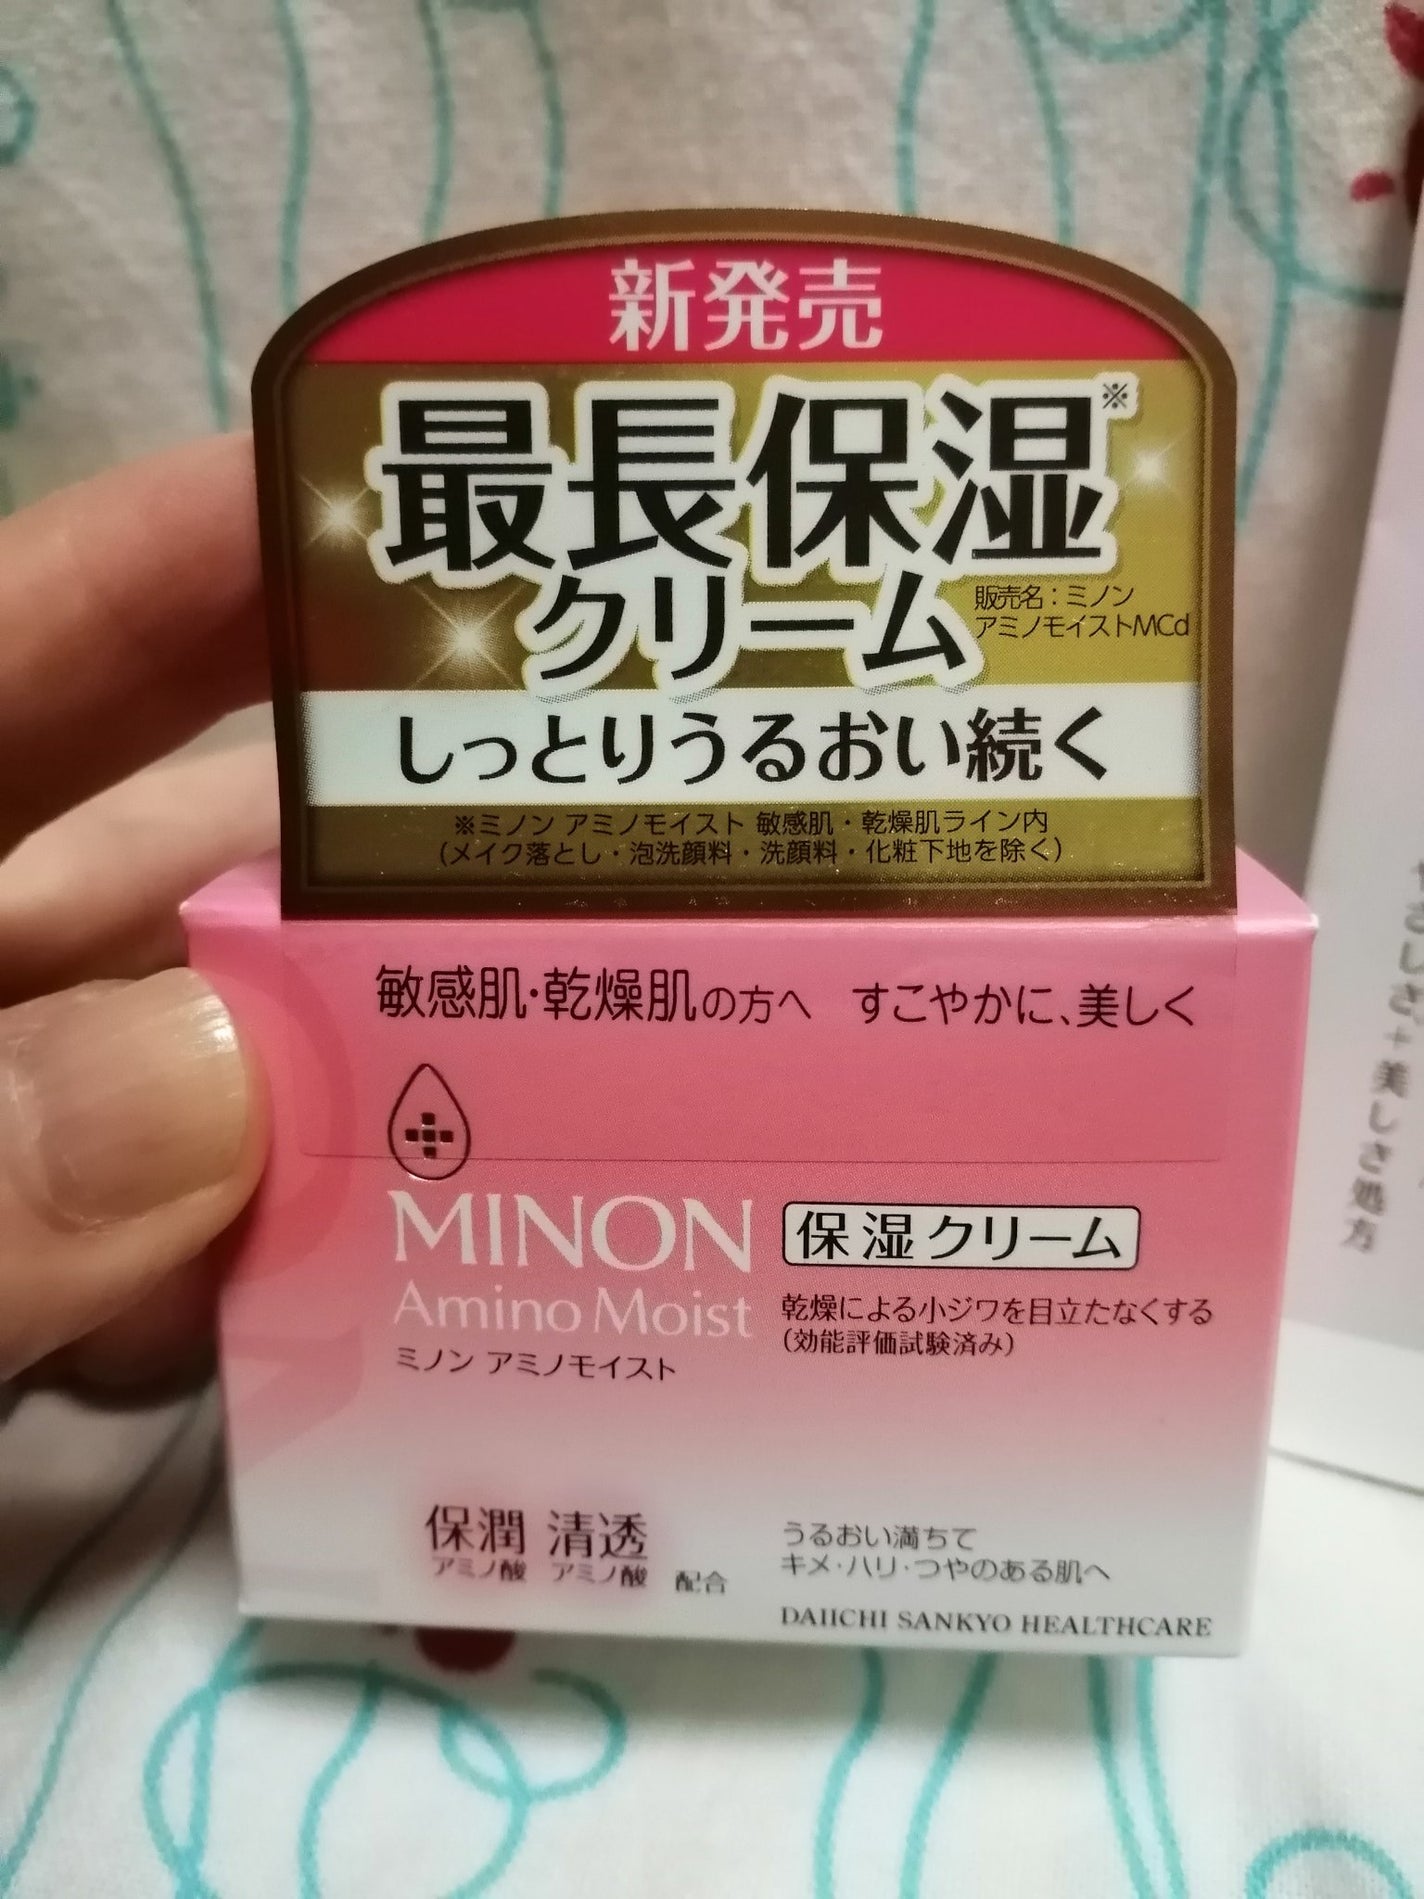 新発売
最長保湿※
クリーム
販売名：ミノン
アミノモイストMCd
しっとりうるおい続く
※ミノン アミノモイスト 敏感肌・乾燥肌ライン内
（メイク落とし・泡洗顔料・洗顔料・化粧下地を除く）
敏感肌・乾燥肌の方へ すこやかに、美しく
MINON
Amino Moist
ミノン アミノモイスト
保湿クリーム
乾燥による小ジワを目立たなくする
（効能評価試験済み）
保潤 清透
アミノ酸 アミノ酸 配合
うるおい満ちて
キメ・ハリ・つやのある肌へ
DAIICHI SANKYO HEALTHCARE
さ＋美しさ処方